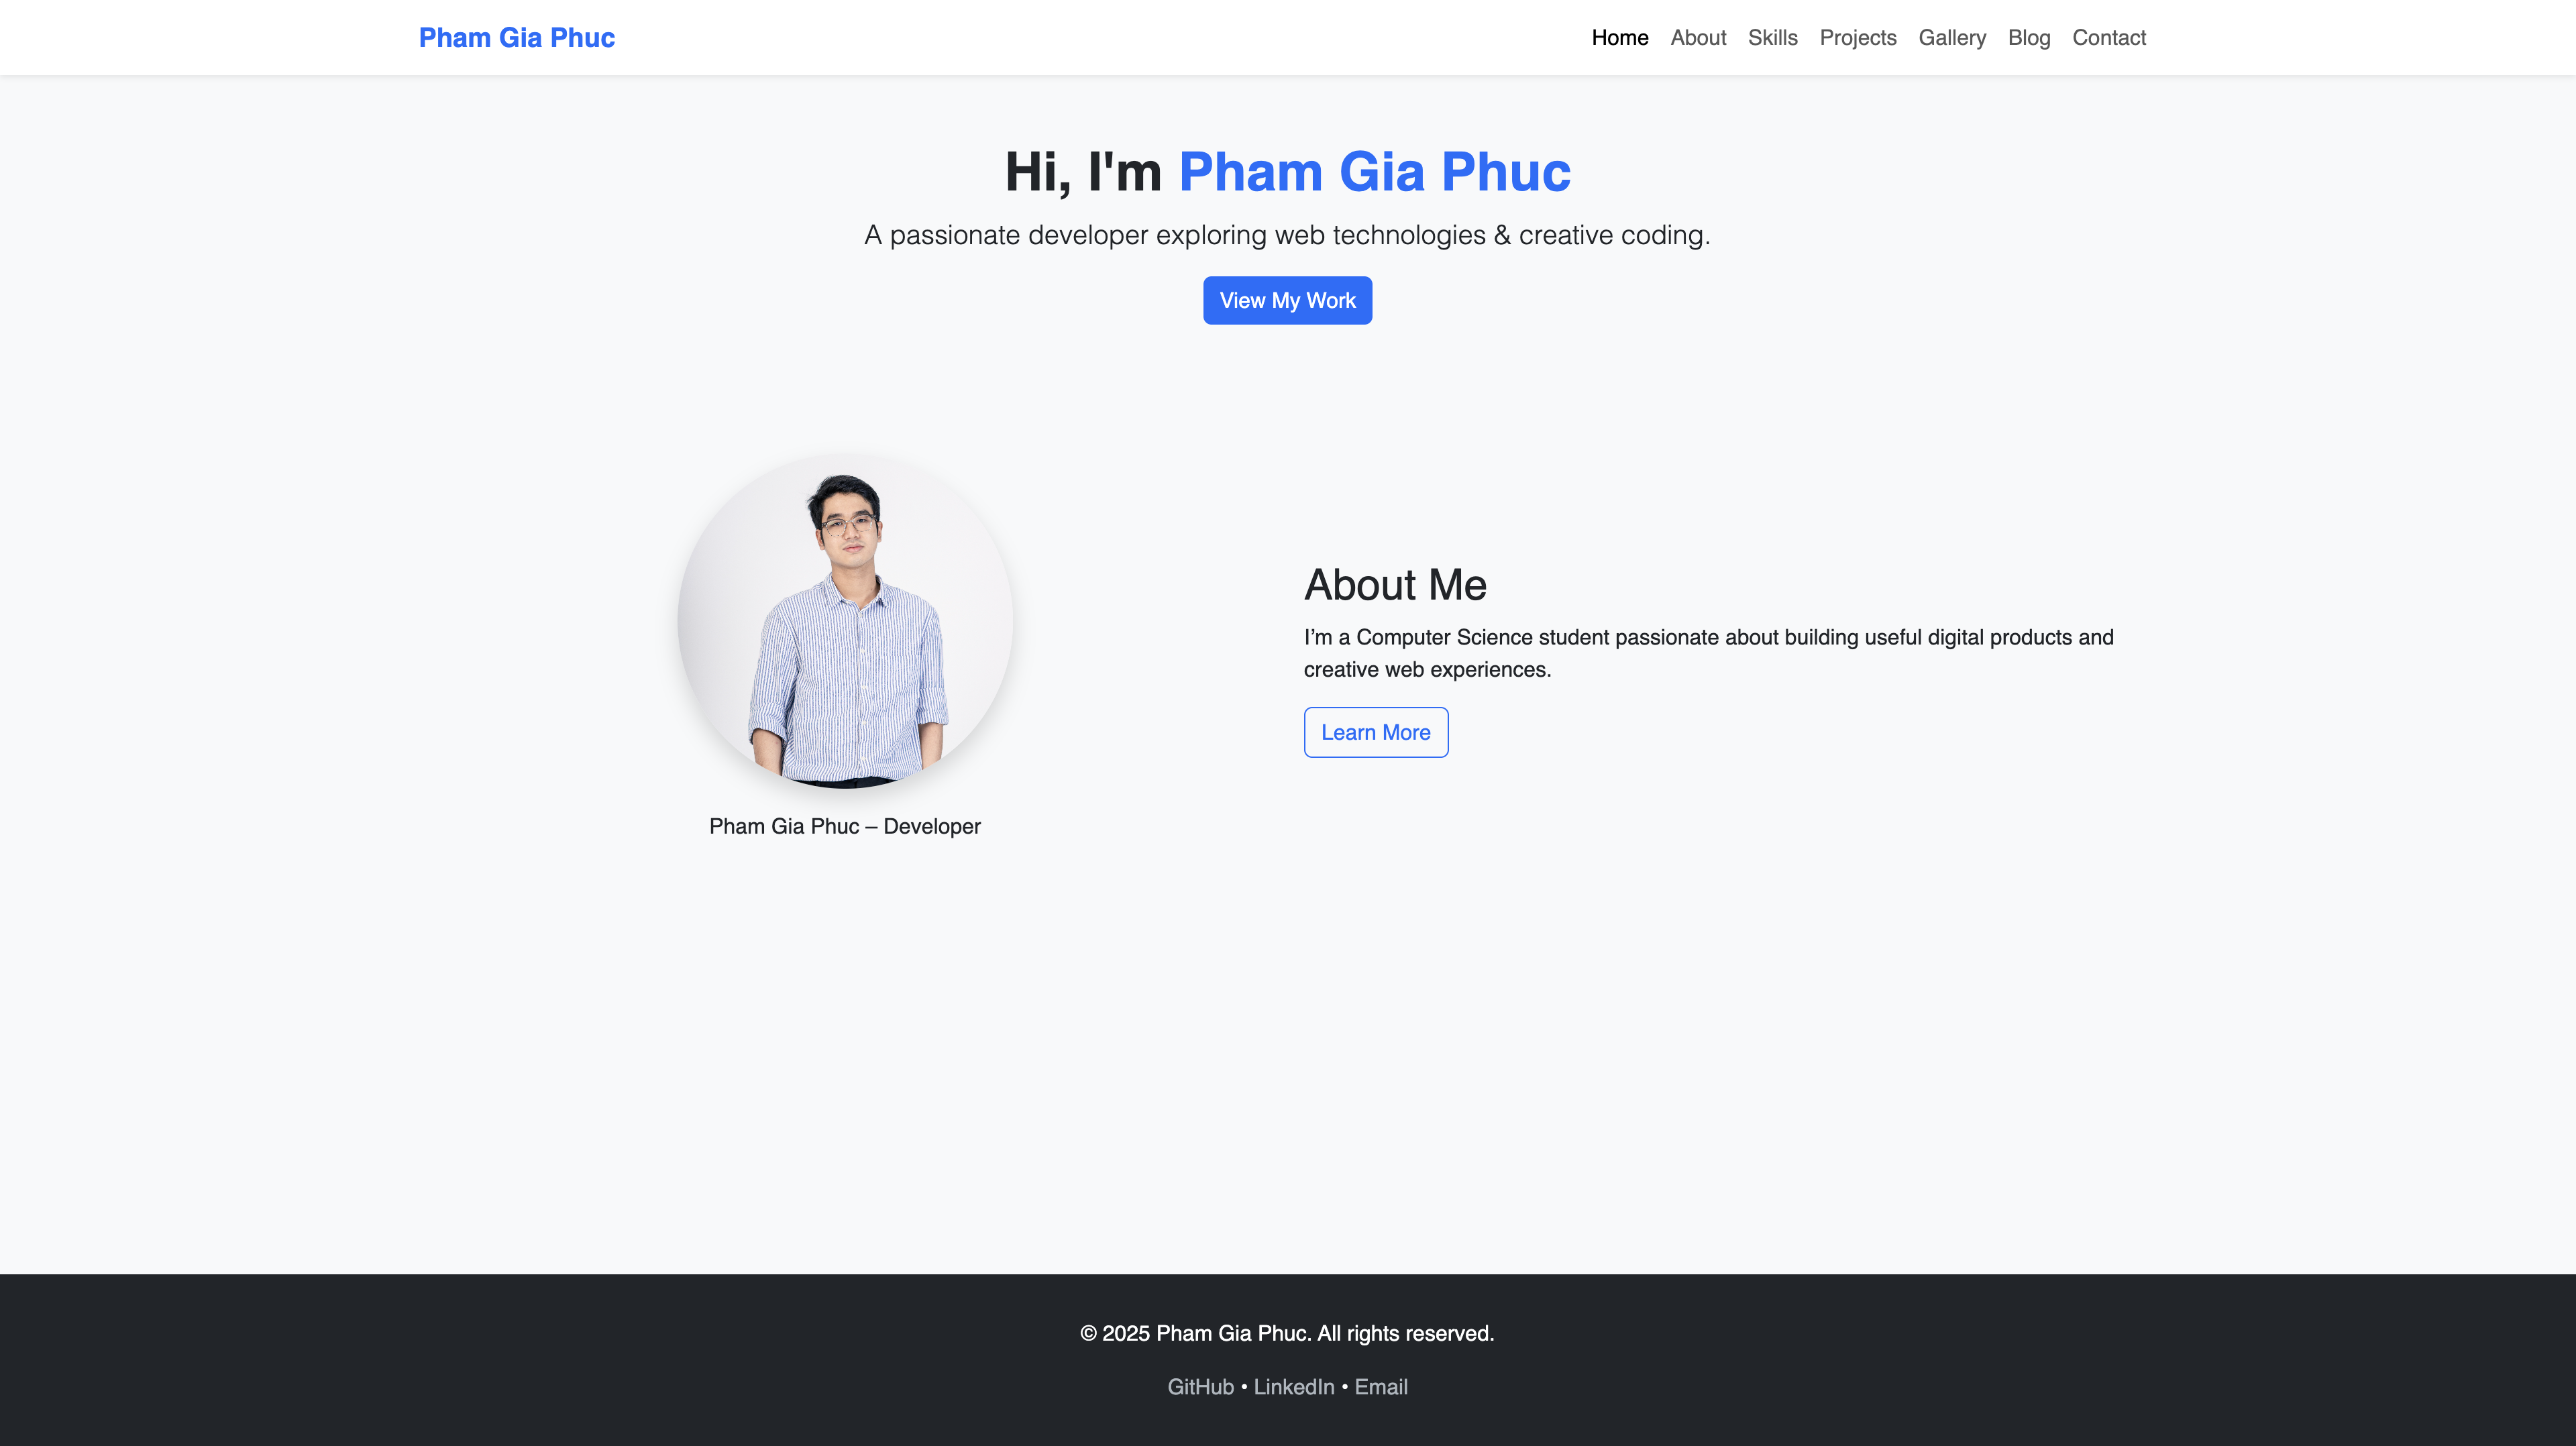 Pham Gia Phuc
Home About Skills Projects Gallery Blog Contact
Hi, I'm Pham Gia Phuc
A passionate developer exploring web technologies & creative coding.
View My Work
About Me
I’m a Computer Science student passionate about building useful digital products and
creative web experiences.
Learn More
Pham Gia Phuc – Developer
© 2025 Pham Gia Phuc. All rights reserved.
GitHub • LinkedIn • Email